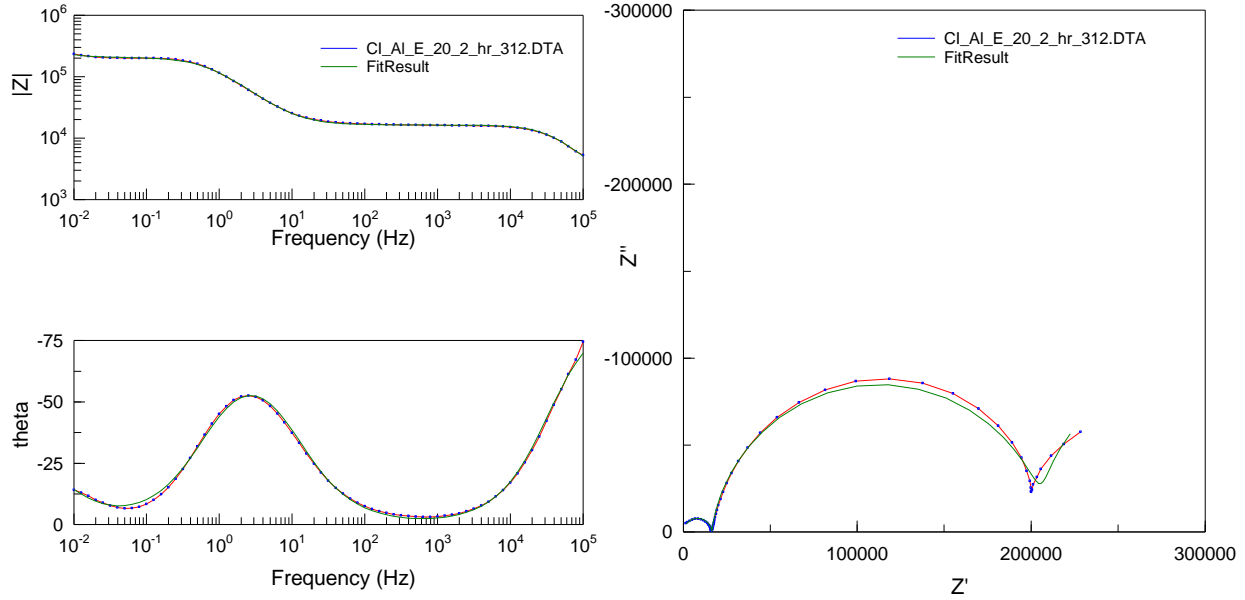 10^6
10^5
|Z|
10^4
10^3
CI_Al_E_20_2_hr_312.DTA
FitResult
10^-2 10^-1 10^0 10^1 10^2 10^3 10^4 10^5
Frequency (Hz)
-75
-50
theta
-25
0
10^-2 10^-1 10^0 10^1 10^2 10^3 10^4 10^5
Frequency (Hz)
-300000
CI_Al_E_20_2_hr_312.DTA
FitResult
-200000
Z''
-100000
0
0 100000 200000 300000
Z'